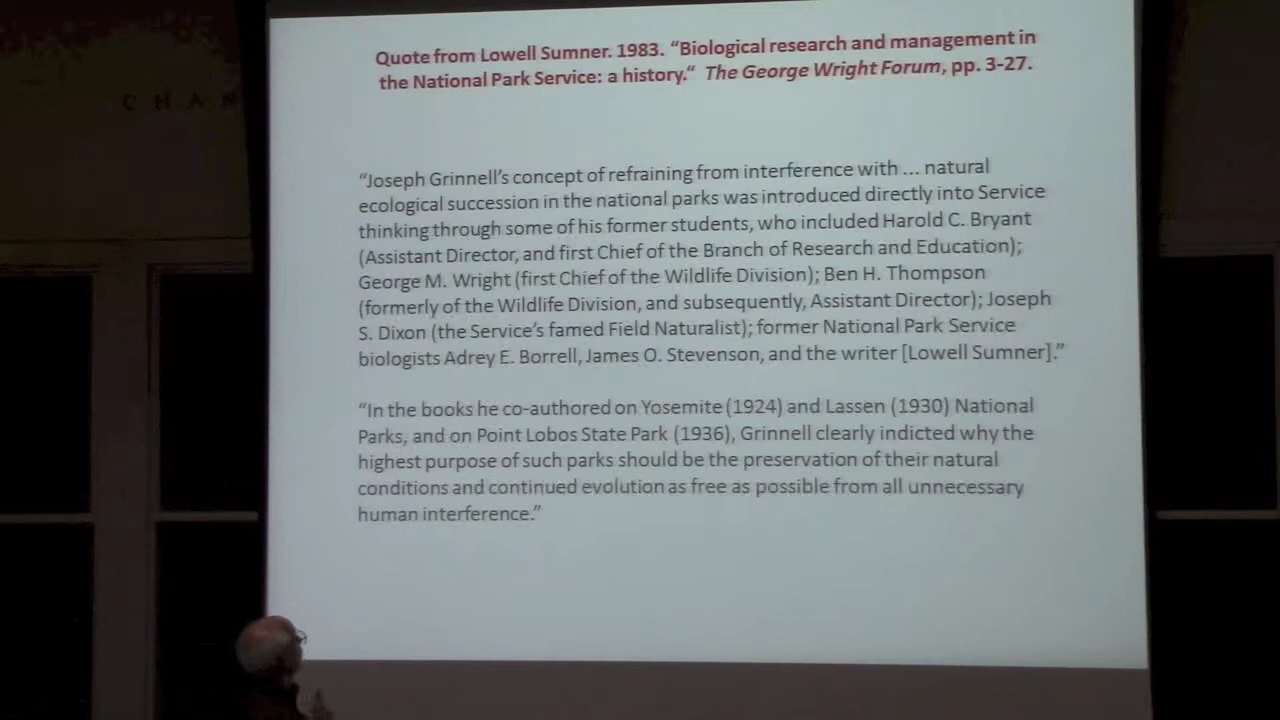 Quote from Lowell Sumner. 1983. “Biological research and management in
the National Park Service: a history.“ The George Wright Forum, pp. 3-27.
C H A N
“Joseph Grinnell’s concept of refraining from interference with ... natural
ecological succession in the national parks was introduced directly into Service
thinking through some of his former students, who included Harold C. Bryant
(Assistant Director, and first Chief of the Branch of Research and Education);
George M. Wright (first Chief of the Wildlife Division); Ben H. Thompson
(formerly of the Wildlife Division, and subsequently, Assistant Director); Joseph
S. Dixon (the Service’s famed Field Naturalist); former National Park Service
biologists Adrey E. Borrell, James O. Stevenson, and the writer [Lowell Sumner].”
“In the books he co-authored on Yosemite (1924) and Lassen (1930) National
Parks, and on Point Lobos State Park (1936), Grinnell clearly indicted why the
highest purpose of such parks should be the preservation of their natural
conditions and continued evolution as free as possible from all unnecessary
human interference.”